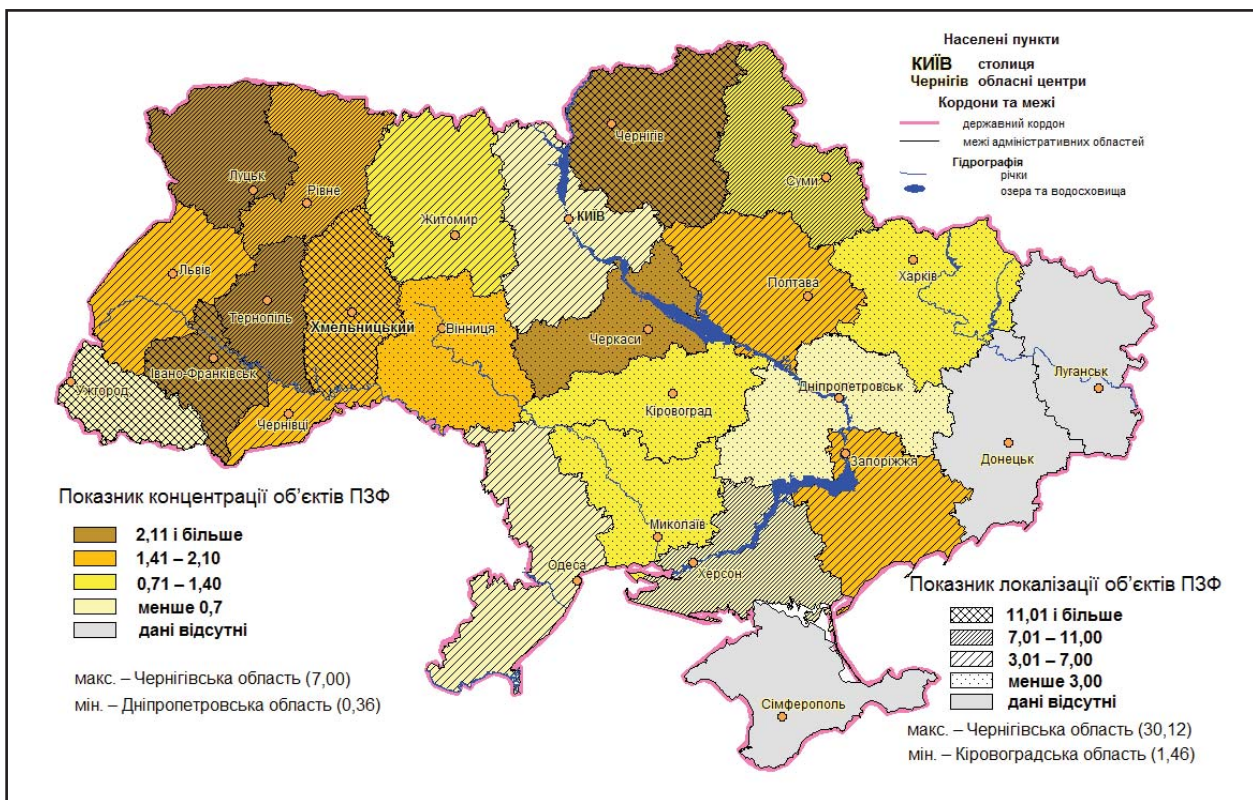 Населені пункти
КИЇВ столиця
Чернігів обласні центри
Кордони та межі
державний кордон
межі адміністративних областей
Гідрографія
річки
озера та водосховища
Чернігів
Суми
Луцьк
Рівне
КИЇВ
Житомир
Львів
Харків
Полтава
Тернопіль
Хмельницький
Вінниця
Черкаси
Івано-Франківськ
Ужгород
Луганськ
Дніпропетровськ
Кіровоград
Чернівці
Запоріжжя
Донецьк
Миколаїв
Херсон
Одеса
Сімферополь
Показник концентрації об’єктів ПЗФ
2,11 і більше
1,41 – 2,10
0,71 – 1,40
менше 0,7
дані відсутні
макс. – Чернігівська область (7,00)
мін. – Дніпропетровська область (0,36)
Показник локалізації об’єктів ПЗФ
11,01 і більше
7,01 – 11,00
3,01 – 7,00
менше 3,00
дані відсутні
макс. – Чернігівська область (30,12)
мін. – Кіровоградська область (1,46)